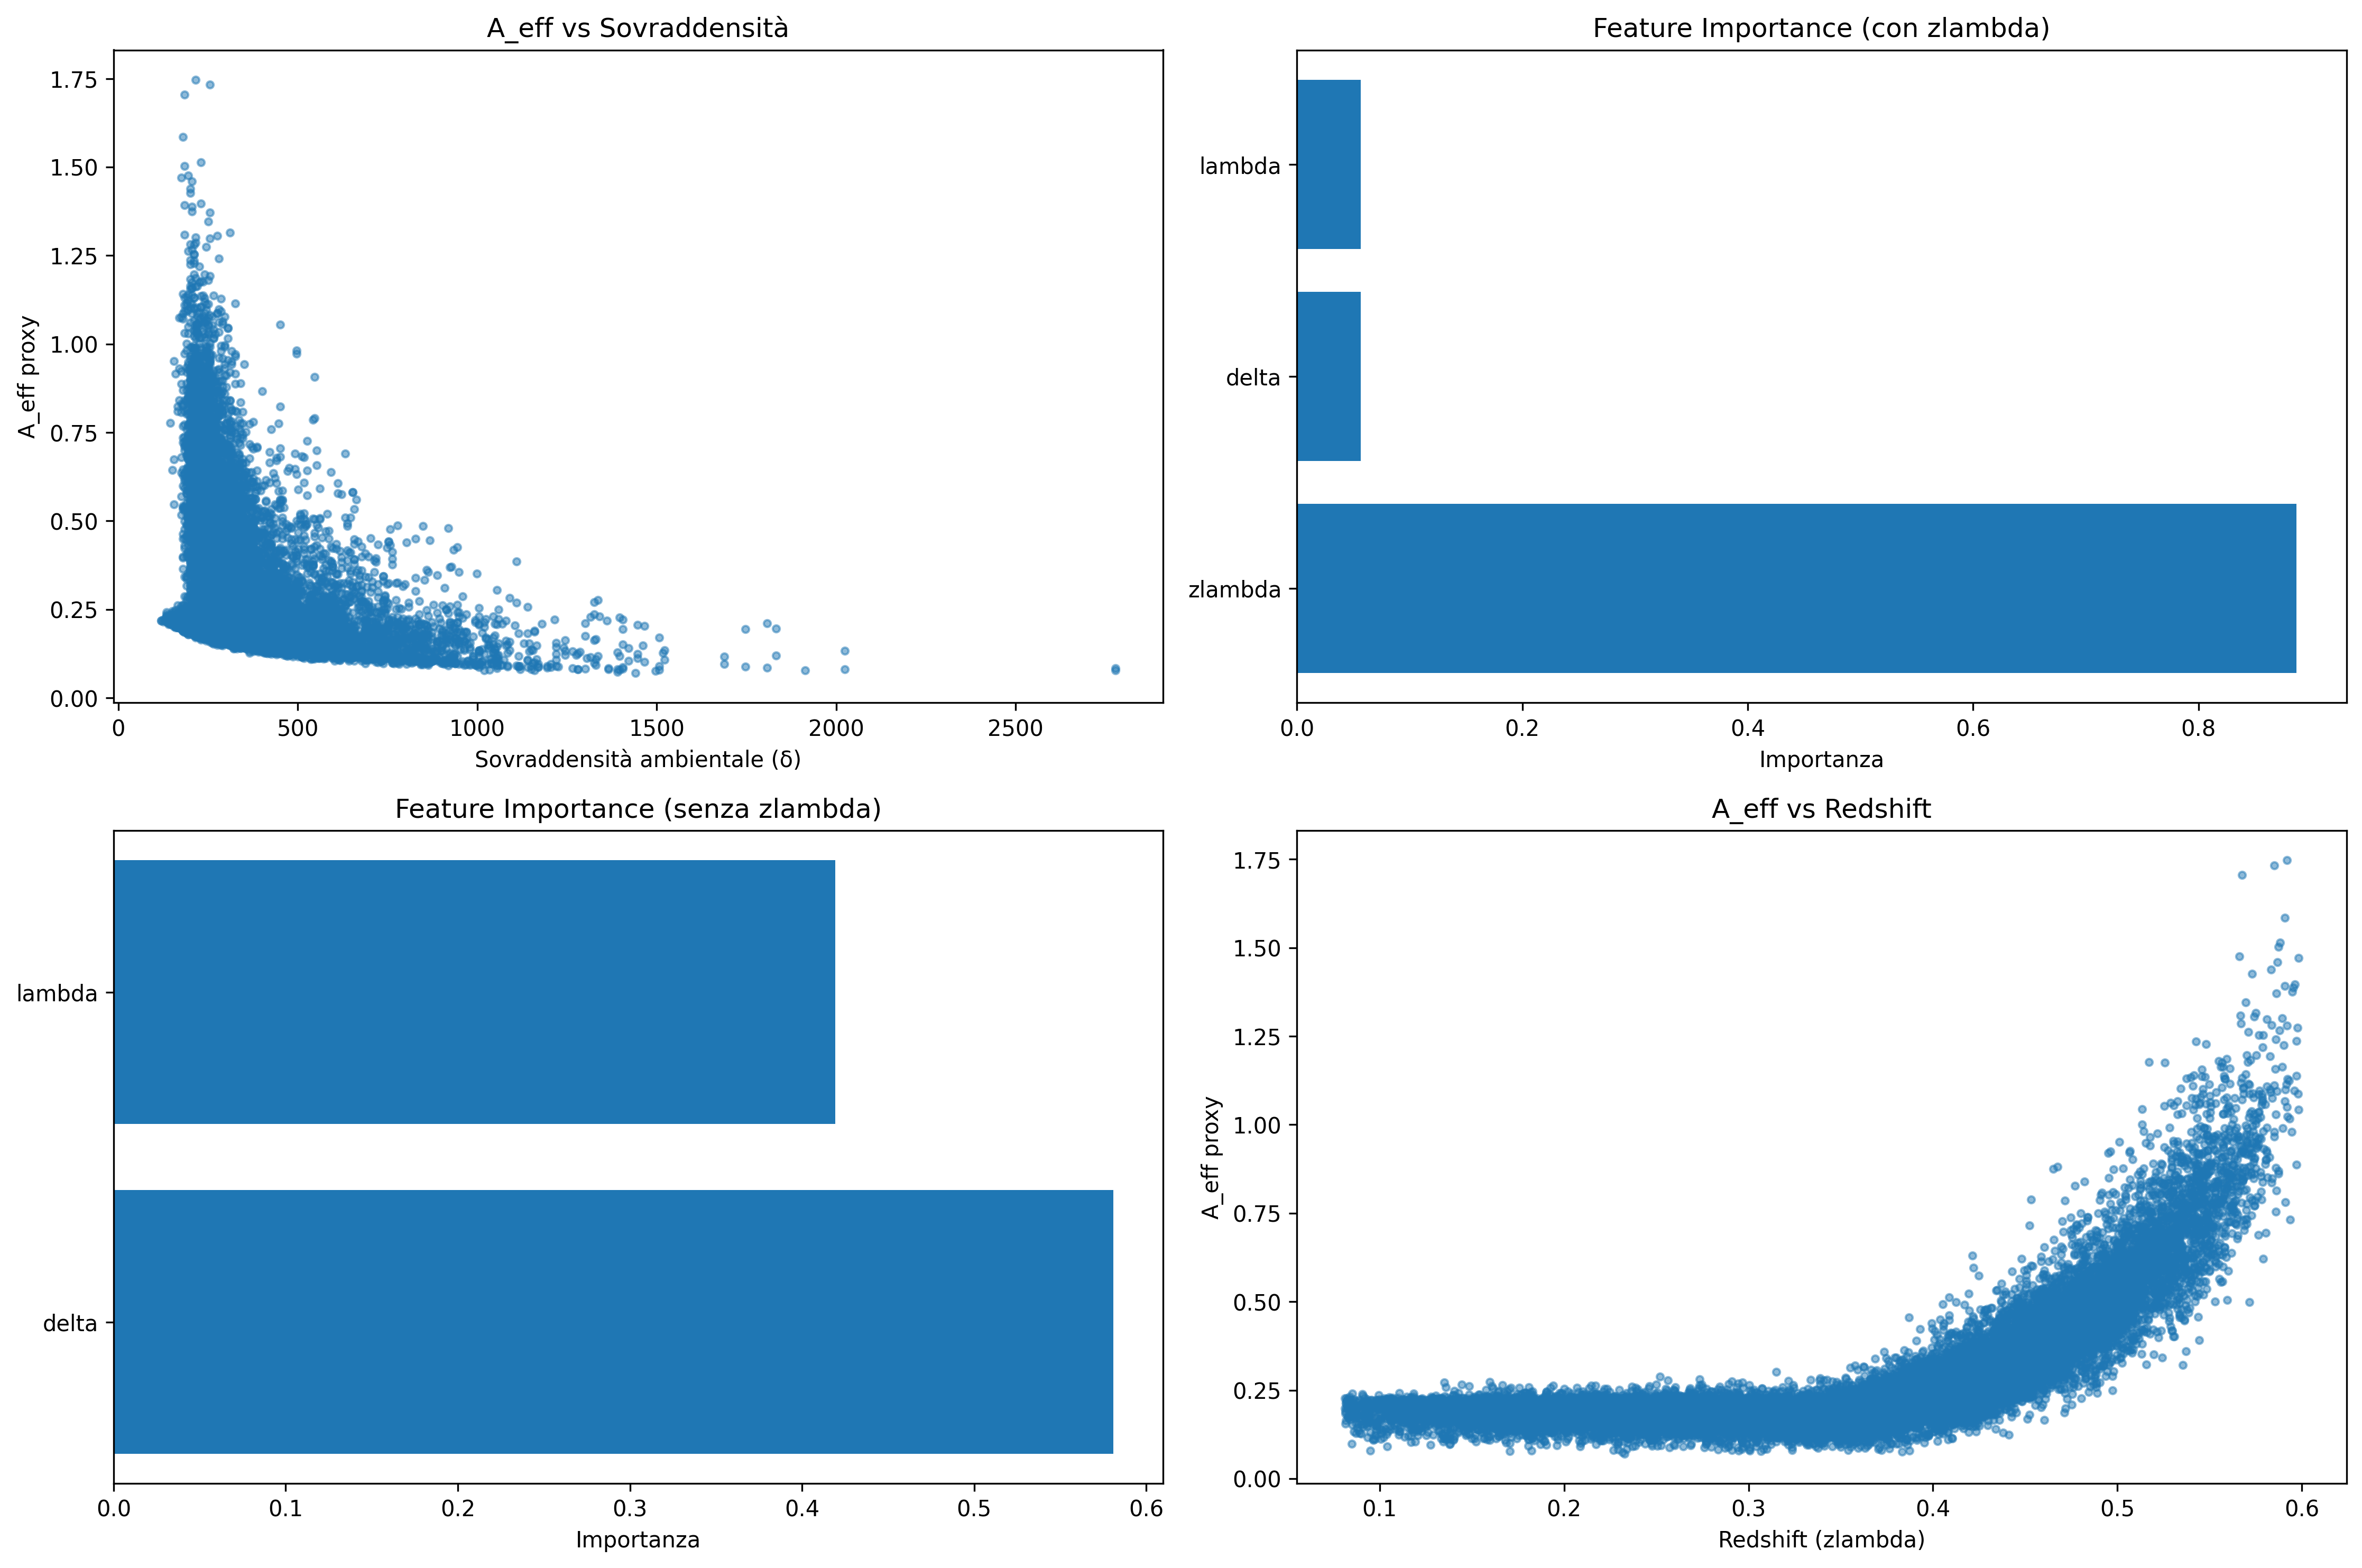 A_eff vs Sovraddensità
A_eff proxy
1.75
1.50
1.25
1.00
0.75
0.50
0.25
0.00
0
500
1000
1500
2000
2500
Sovraddensità ambientale (δ)
Feature Importance (con zlambda)
lambda
delta
zlambda
0.0
0.2
0.4
0.6
0.8
Importanza
Feature Importance (senza zlambda)
lambda
delta
0.0
0.1
0.2
0.3
0.4
0.5
0.6
Importanza
A_eff vs Redshift
A_eff proxy
1.75
1.50
1.25
1.00
0.75
0.50
0.25
0.00
0.1
0.2
0.3
0.4
0.5
0.6
Redshift (zlambda)